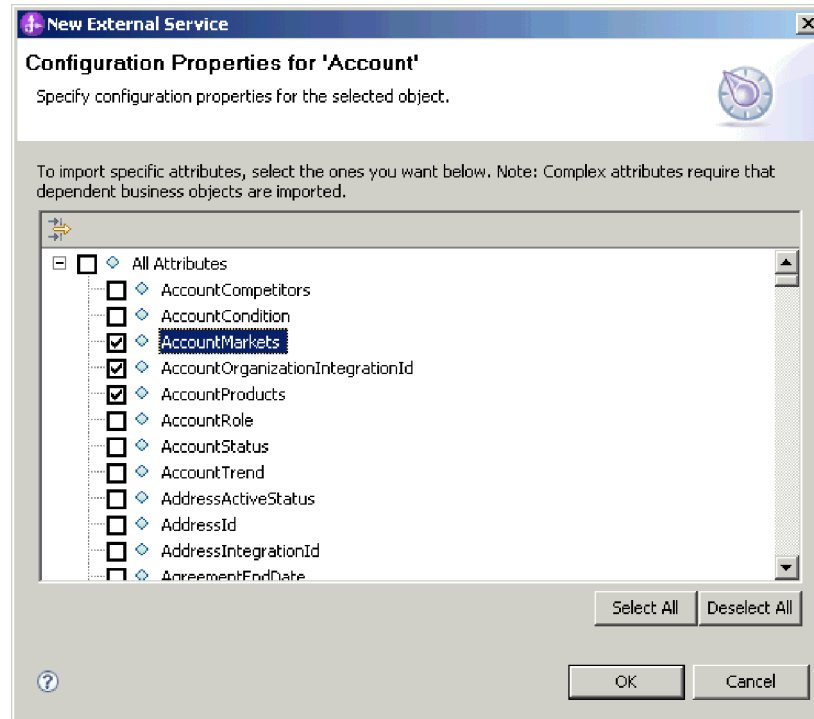 New External Service
Configuration Properties for 'Account'
Specify configuration properties for the selected object.
To import specific attributes, select the ones you want below. Note: Complex attributes require that
dependent business objects are imported.
All Attributes
AccountCompetitors
AccountCondition
AccountMarkets
AccountOrganizationIntegrationId
AccountProducts
AccountRole
AccountStatus
AccountTrend
AddressActiveStatus
AddressId
AddressIntegrationId
AgreementEndDate
Select All Deselect All
OK Cancel